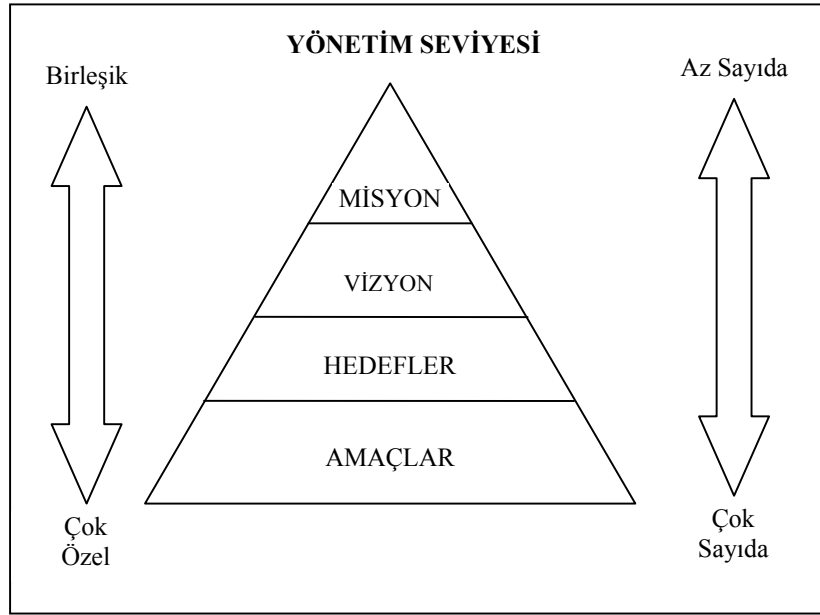 YÖNETİM SEVİYESİ
Birleşik
Az Sayıda
MİSYON
VİZYON
HEDEFLER
AMAÇLAR
Çok
Özel
Çok
Sayıda